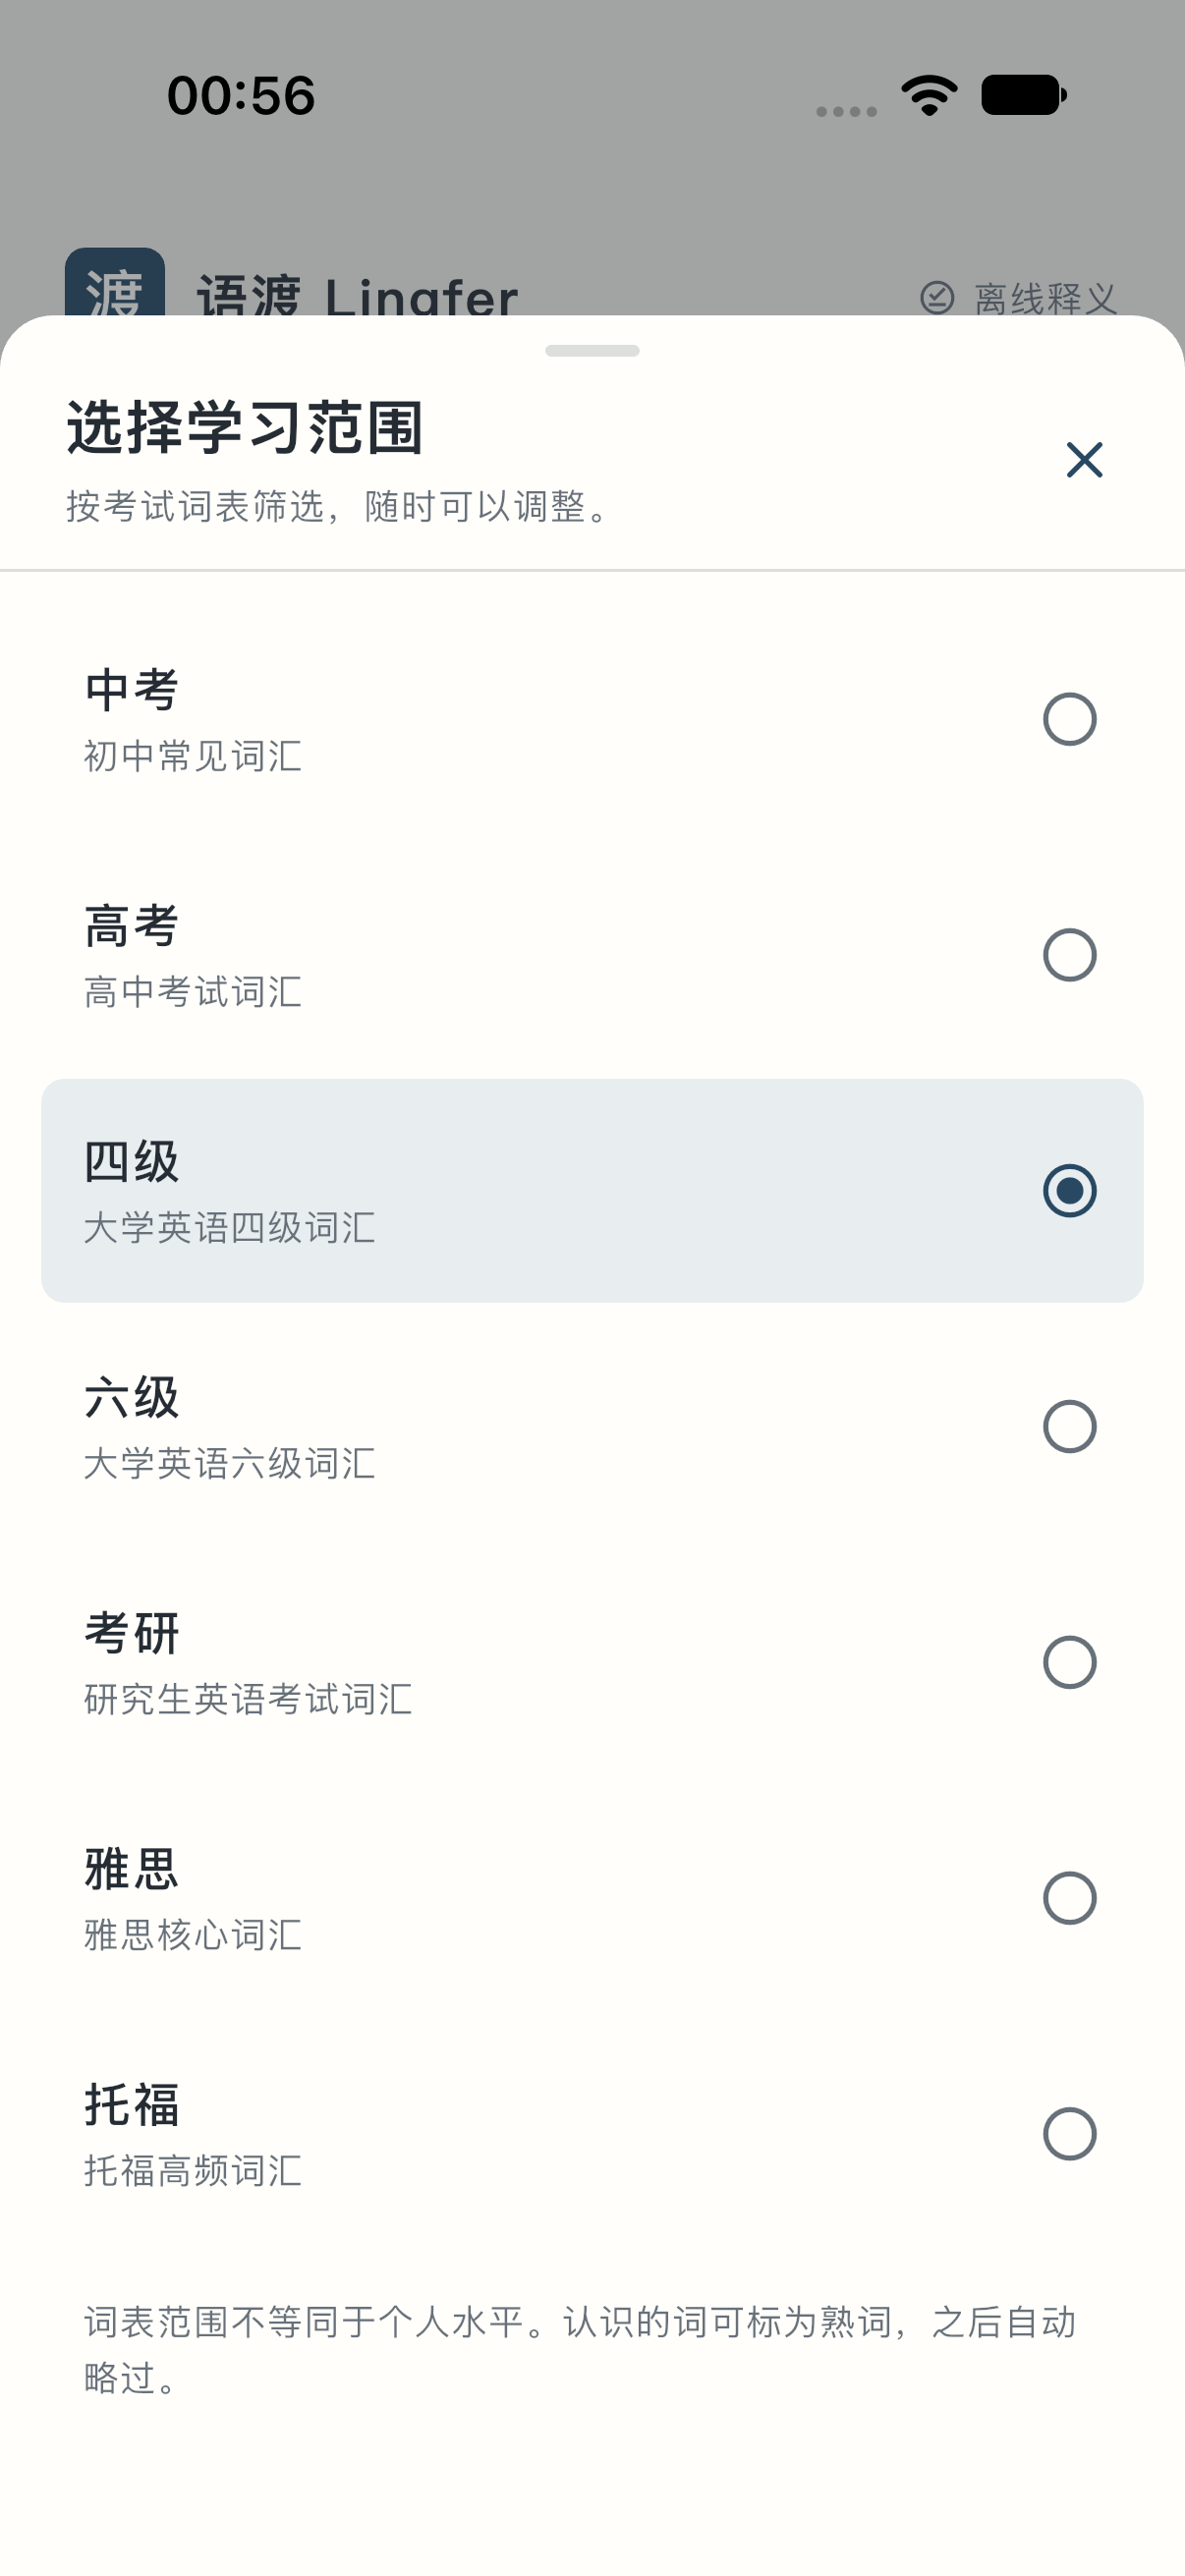 00:56
渡 语渡 Lingfer 离线释义
选择学习范围
按考试词表筛选，随时可以调整。
中考
初中常见词汇
高考
高中考试词汇
四级
大学英语四级词汇
六级
大学英语六级词汇
考研
研究生英语考试词汇
雅思
雅思核心词汇
托福
托福高频词汇
词表范围不等同于个人水平。认识的词可标为熟词，之后自动
略过。